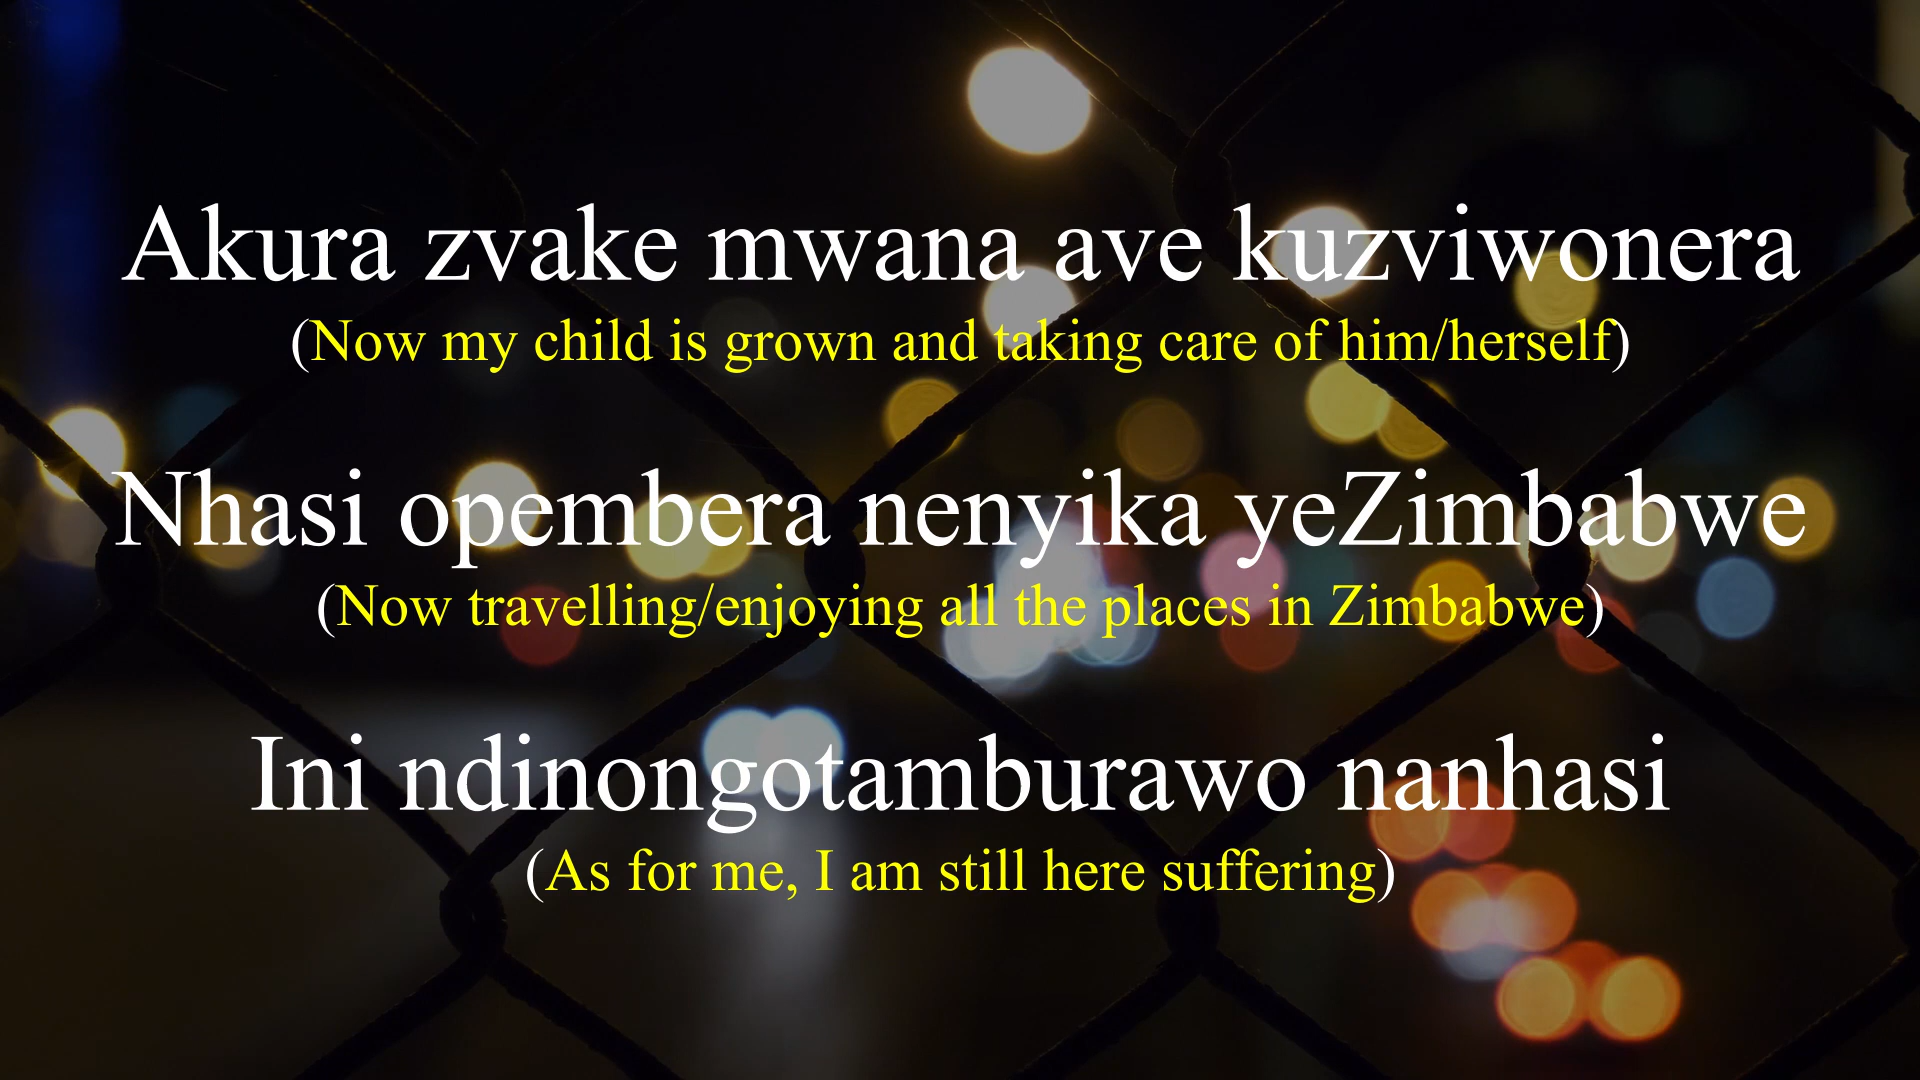 Akura zvake mwana ave kuzviwonera
(Now my child is grown and taking care of him/herself)
Nhasi opembera nenyika yeZimbabwe
(Now travelling/enjoying all the places in Zimbabwe)
Ini ndinongotamburawo nanhasi
(As for me, I am still here suffering)